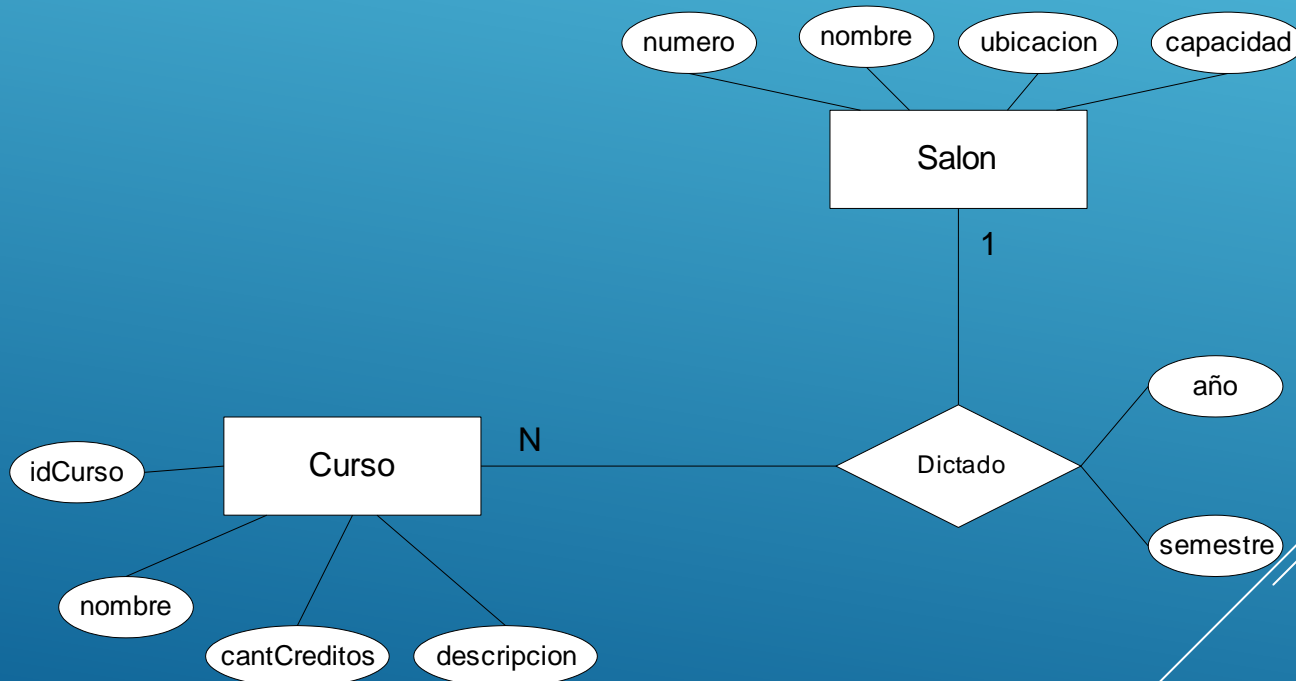 numero
nombre
ubicacion
capacidad
Salon
1
año
N
Curso
Dictado
idCurso
semestre
nombre
cantCreditos
descripcion